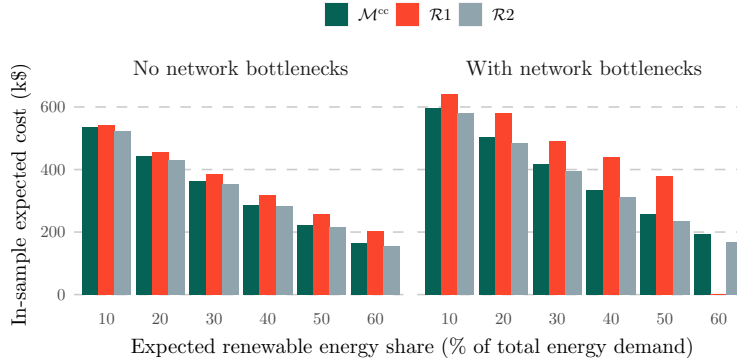 ℳᶜᶜ ℛ1 ℛ2
No network bottlenecks With network bottlenecks
In-sample expected cost (k$)
600
400
200
0
10 20 30 40 50 60 10 20 30 40 50 60
Expected renewable energy share (% of total energy demand)